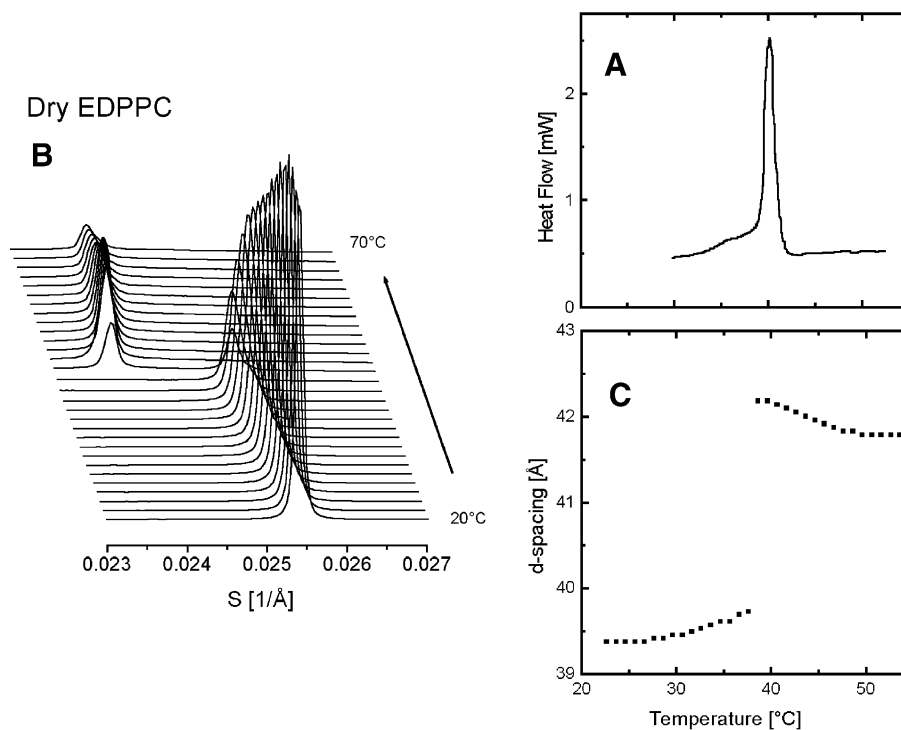 Dry EDPPC
B
70°C
20°C
0.023 0.024 0.025 0.026 0.027
S [1/Å]
A
2
1
0
Heat Flow [mW]
C
43
42
41
40
39
d-spacing [Å]
20 30 40 50
Temperature [°C]